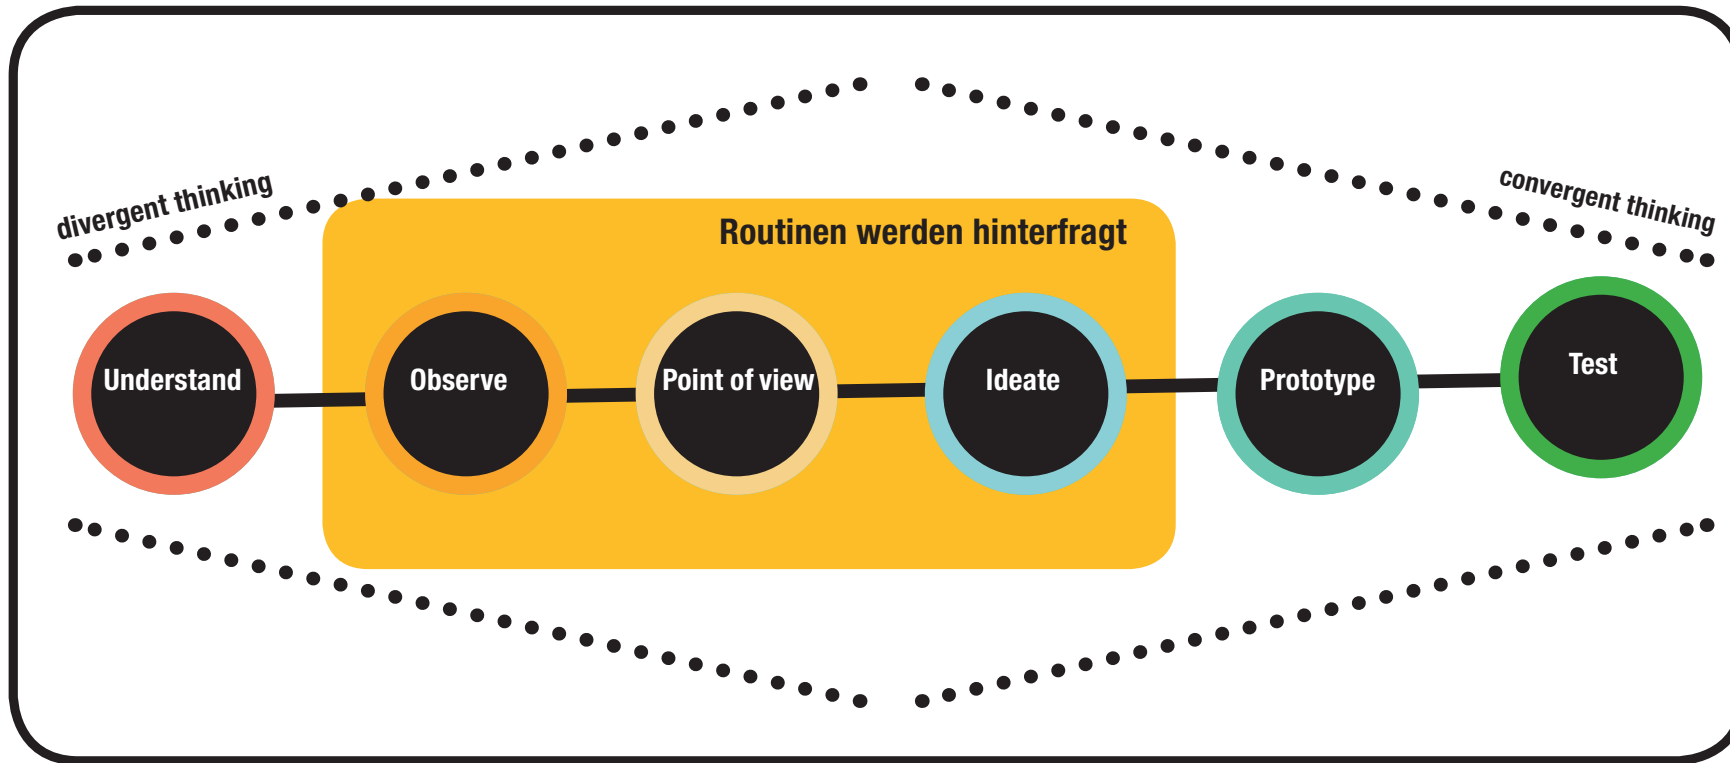 divergent thinking
convergent thinking
Routinen werden hinterfragt
Understand
Observe
Point of view
Ideate
Prototype
Test